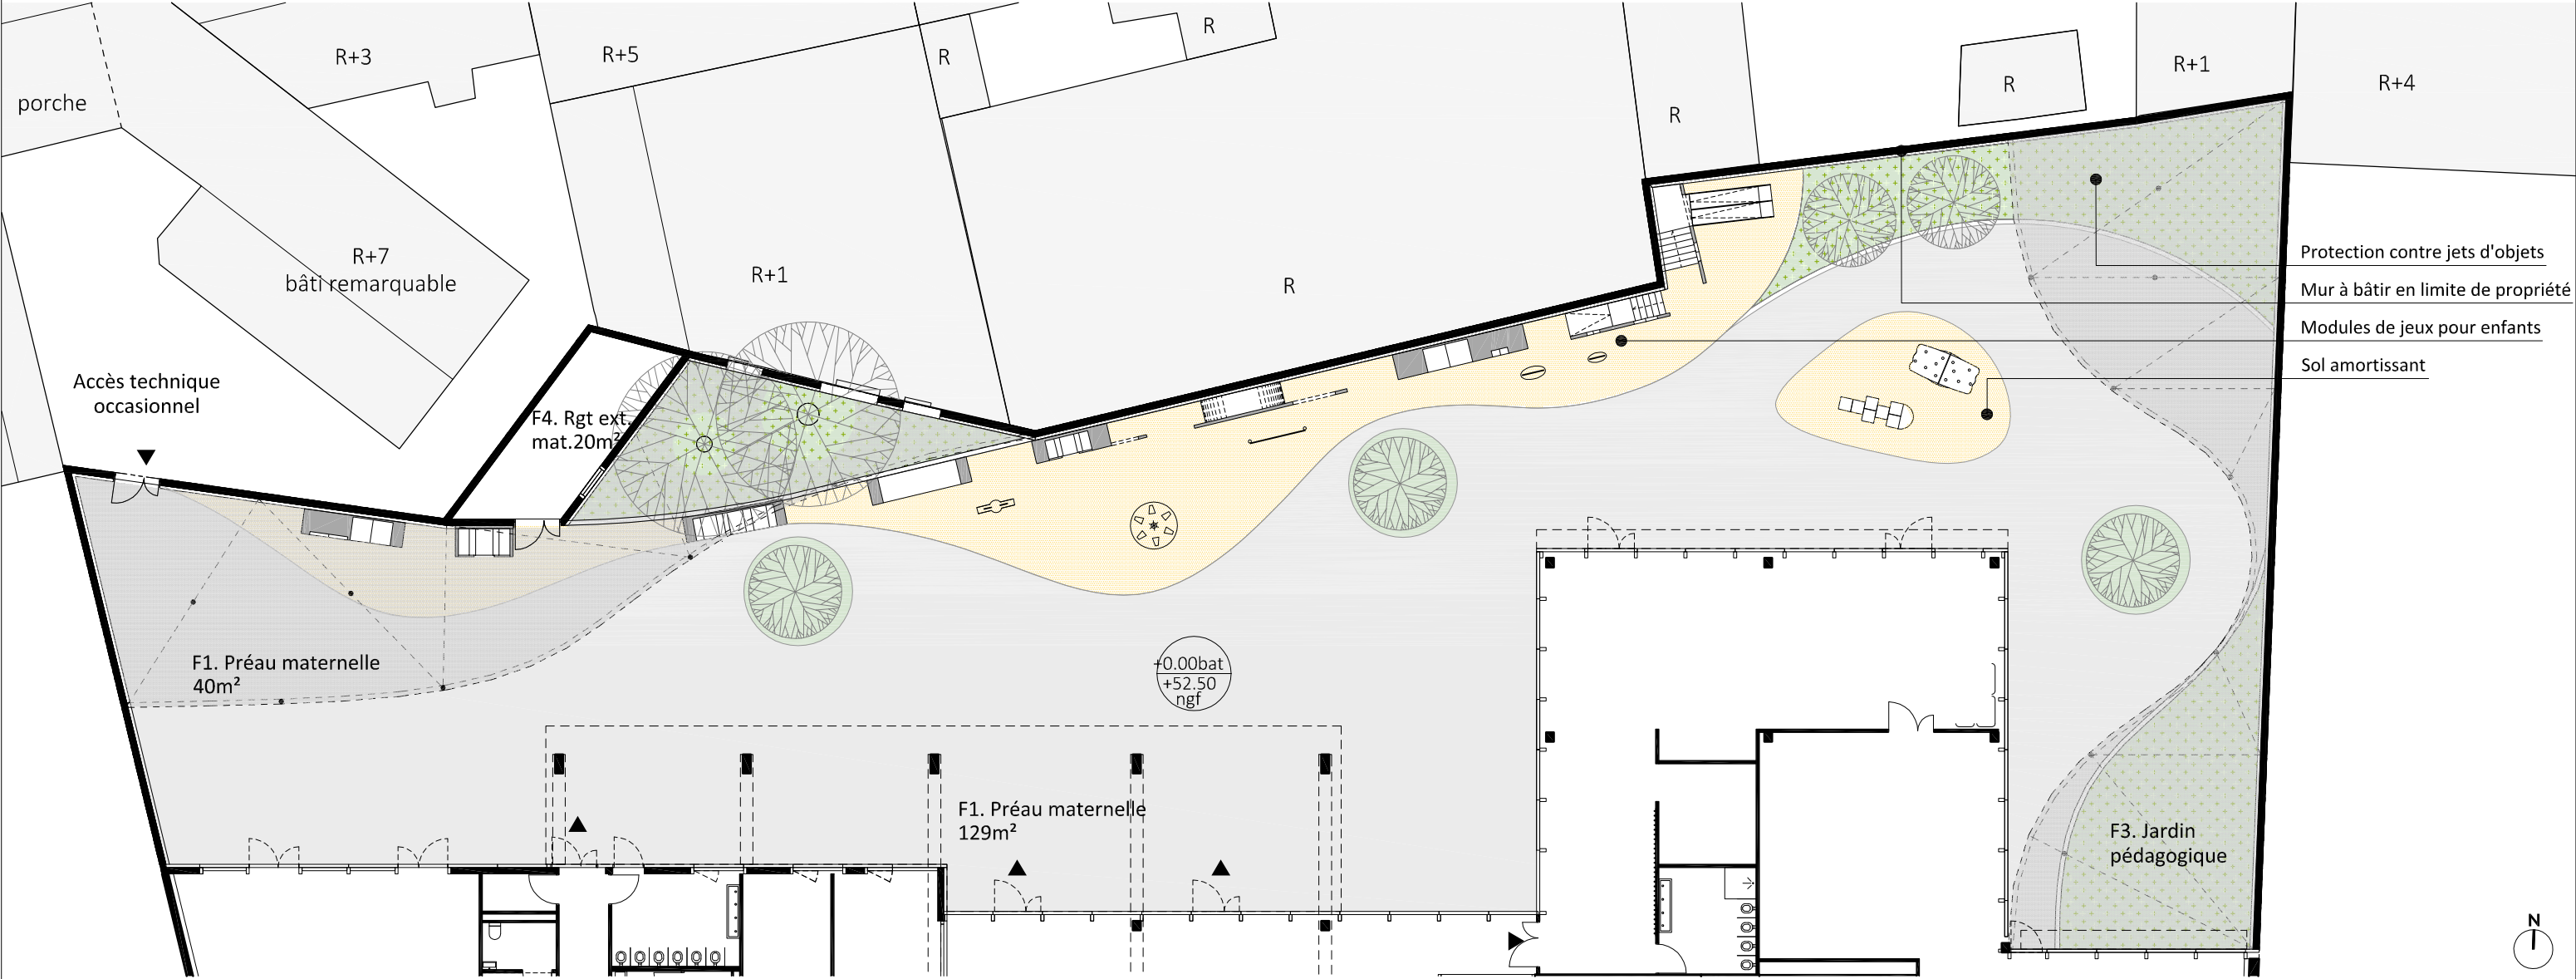 R+3
R+5
R
R
R
R
R+1
R+4
porche
R+7
bâti remarquable
R+1
R
Protection contre jets d'objets
Mur à bâtir en limite de propriété
Modules de jeux pour enfants
Sol amortissant
Accès technique
occasionnel
F4. Rgt ext.
mat.20m²
F1. Préau maternelle
40m²
+0.00bat
+52.50
ngf
F1. Préau maternelle
129m²
F3. Jardin
pédagogique
N